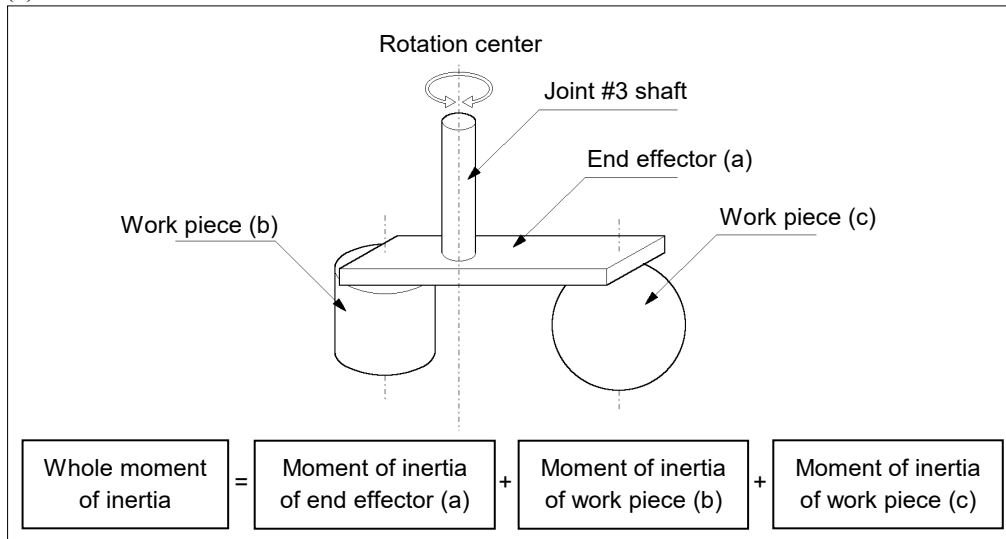 Rotation center
Joint #3 shaft
End effector (a)
Work piece (b)
Work piece (c)
Whole moment
of inertia
=
Moment of inertia
of end effector (a)
+
Moment of inertia
of work piece (b)
+
Moment of inertia
of work piece (c)